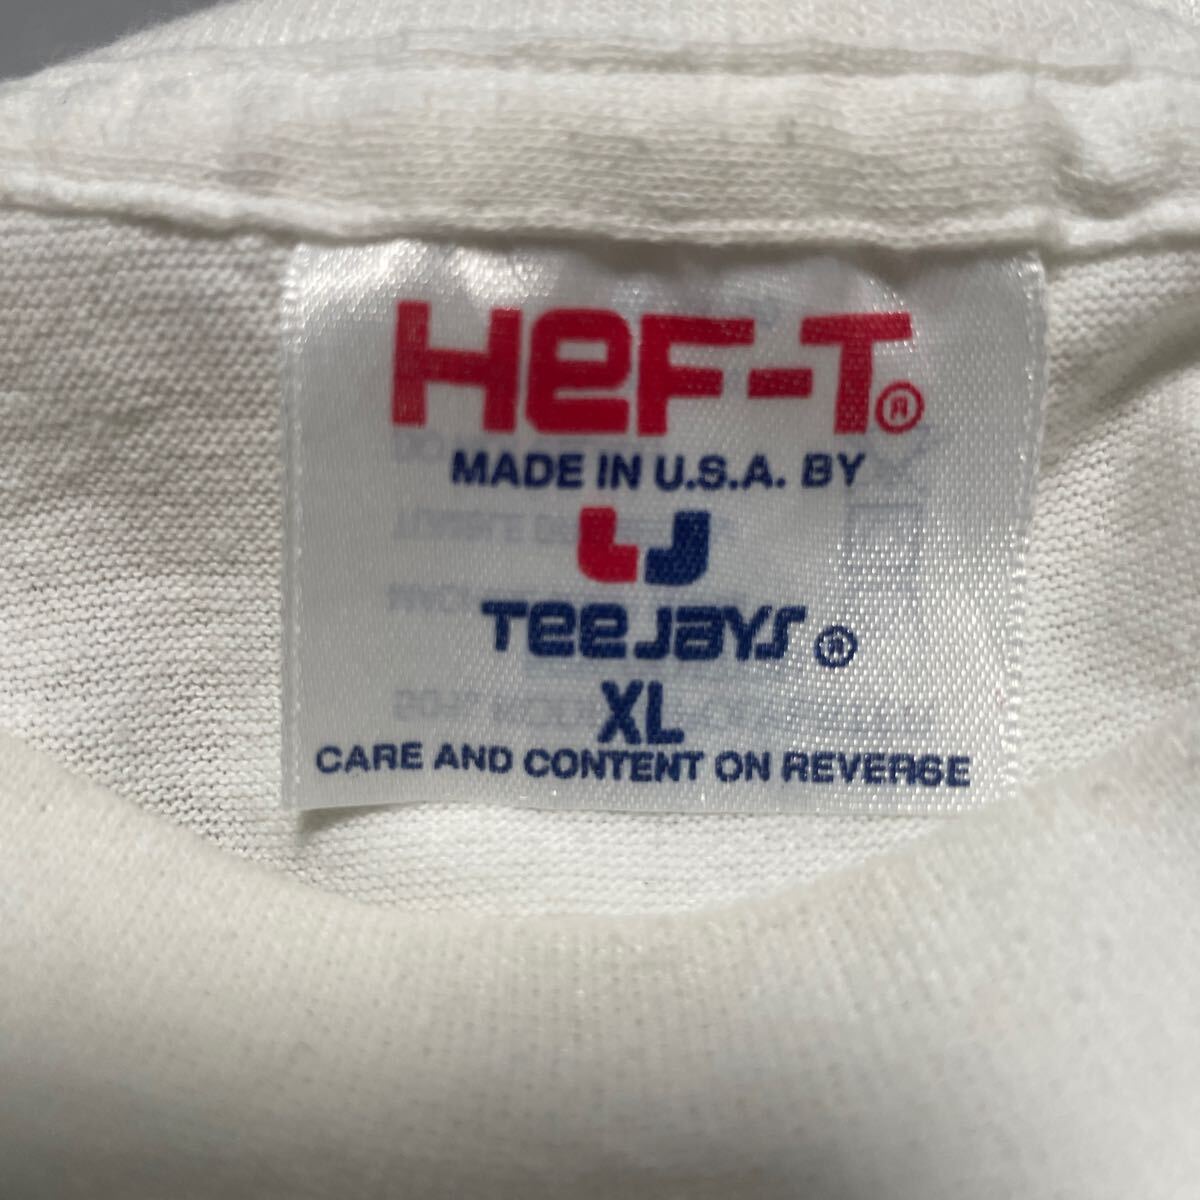 HeF-T®
MADE IN U.S.A. BY
TeeJays®
XL
CARE AND CONTENT ON REVERSE